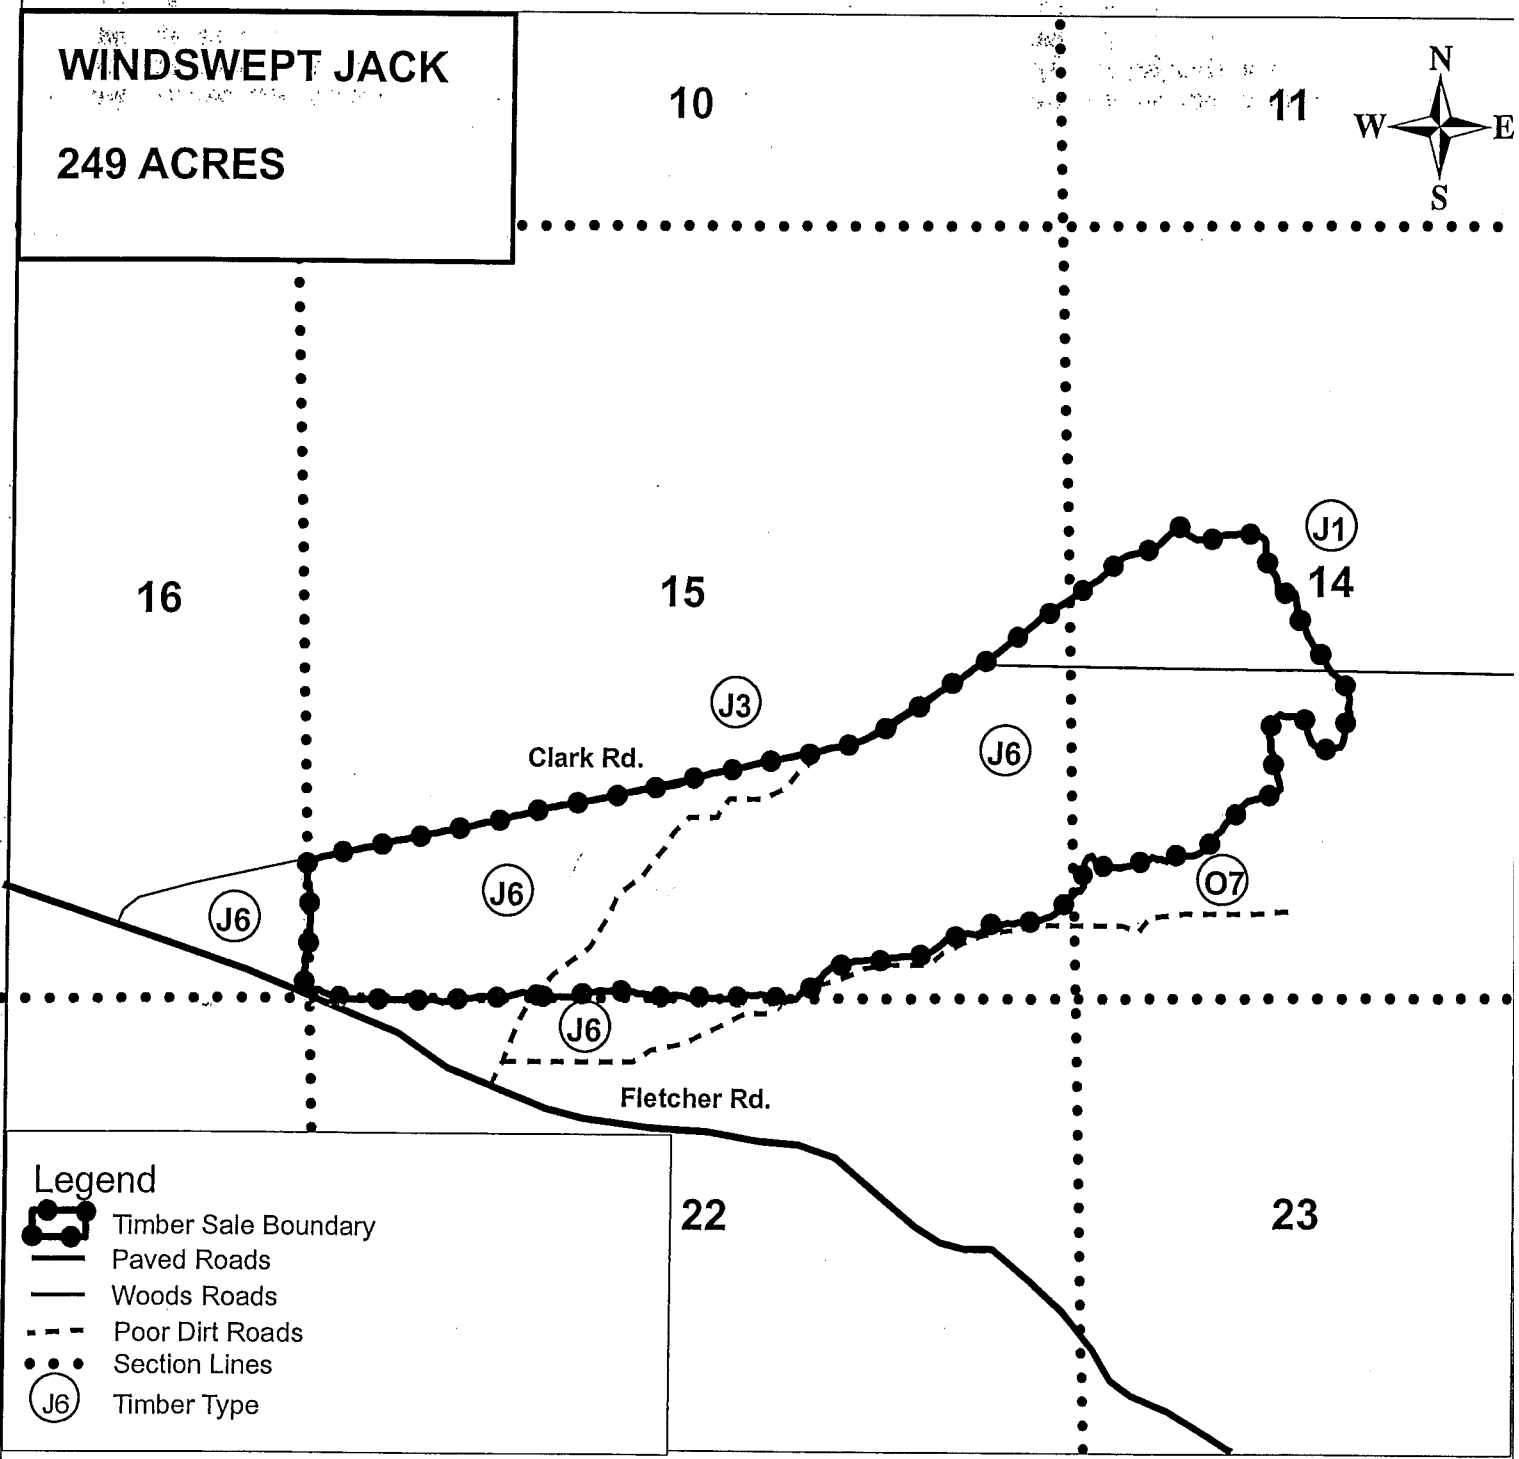 WINDSWEPT JACK
249 ACRES
10
11
N
W E
S
16
15
J1
14
J3
Clark Rd.
J6
J6
J6
O7
J6
Fletcher Rd.
22
23
Legend
Timber Sale Boundary
Paved Roads
Woods Roads
Poor Dirt Roads
Section Lines
J6 Timber Type